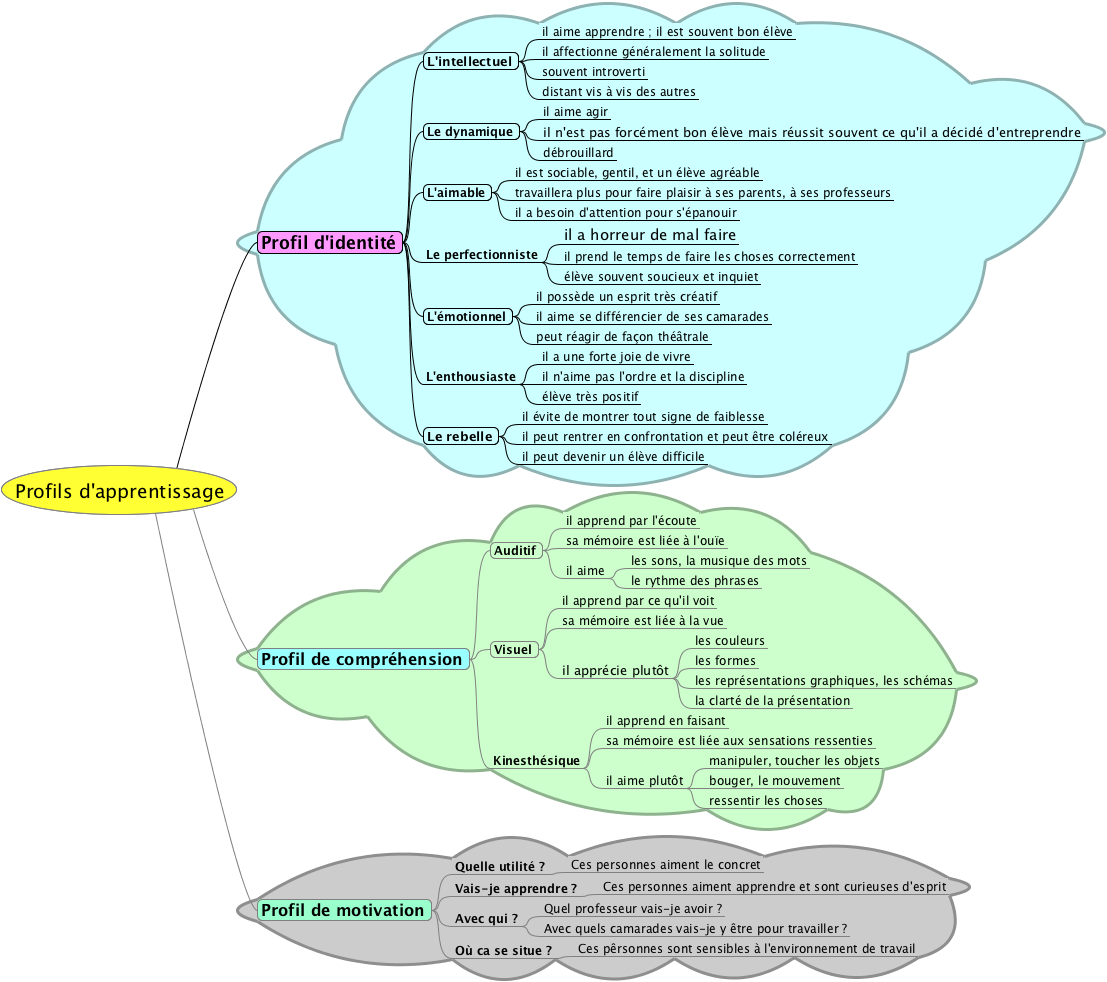 Profils d'apprentissage
Profil d'identité
L'intellectuel
il aime apprendre ; il est souvent bon élève
il affectionne généralement la solitude
souvent introverti
distant vis à vis des autres
Le dynamique
il aime agir
il n'est pas forcément bon élève mais réussit souvent ce qu'il a décidé d'entreprendre
débrouillard
L'aimable
il est sociable, gentil, et un élève agréable
travaillera plus pour faire plaisir à ses parents, à ses professeurs
il a besoin d'attention pour s'épanouir
Le perfectionniste
il a horreur de mal faire
il prend le temps de faire les choses correctement
élève souvent soucieux et inquiet
L'émotionnel
il possède un esprit très créatif
il aime se différencier de ses camarades
peut réagir de façon théâtrale
L'enthousiaste
il a une forte joie de vivre
il n'aime pas l'ordre et la discipline
élève très positif
Le rebelle
il évite de montrer tout signe de faiblesse
il peut rentrer en confrontation et peut être coléreux
il peut devenir un élève difficile
Profil de compréhension
Auditif
il apprend par l'écoute
sa mémoire est liée à l'ouïe
il aime
les sons, la musique des mots
le rythme des phrases
Visuel
il apprend par ce qu'il voit
sa mémoire est liée à la vue
il apprécie plutôt
les couleurs
les formes
les représentations graphiques, les schémas
la clarté de la présentation
Kinesthésique
il apprend en faisant
sa mémoire est liée aux sensations ressenties
il aime plutôt
manipuler, toucher les objets
bouger, le mouvement
ressentir les choses
Profil de motivation
Quelle utilité ?
Ces personnes aiment le concret
Vais-je apprendre ?
Ces personnes aiment apprendre et sont curieuses d'esprit
Avec qui ?
Quel professeur vais-je avoir ?
Avec quels camarades vais-je y être pour travailler ?
Où ca se situe ?
Ces pêrsonnes sont sensibles à l'environnement de travail